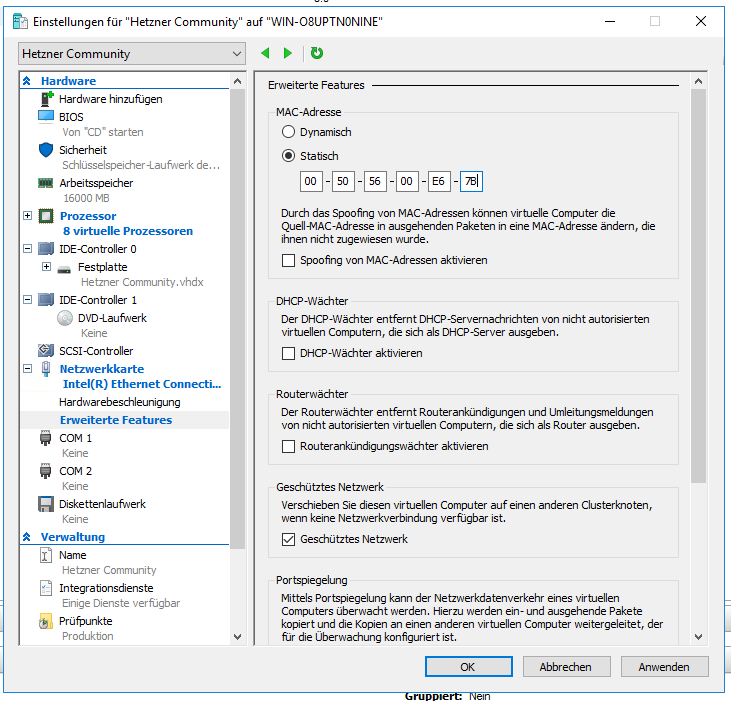 Einstellungen für "Hetzner Community" auf "WIN-O8UPTN0NINE"
Hetzner Community
Hardware
Hardware hinzufügen
BIOS
Von "CD" starten
Sicherheit
Schlüsselspeicher-Laufwerk de...
Arbeitsspeicher
16000 MB
Prozessor
8 virtuelle Prozessoren
IDE-Controller 0
Festplatte
Hetzner Community.vhdx
IDE-Controller 1
DVD-Laufwerk
Keine
SCSI-Controller
Netzwerkkarte
Intel(R) Ethernet Connecti...
Hardwarebeschleunigung
Erweiterte Features
COM 1
Keine
COM 2
Keine
Diskettenlaufwerk
Keine
Verwaltung
Name
Hetzner Community
Integrationsdienste
Einige Dienste verfügbar
Prüfpunkte
Produktion
Erweiterte Features
MAC-Adresse
Dynamisch
Statisch
00 - 50 - 56 - 00 - E6 - 7B
Durch das Spoofing von MAC-Adressen können virtuelle Computer die
Quell-MAC-Adresse in ausgehenden Paketen in eine MAC-Adresse ändern, die
ihnen nicht zugewiesen wurde.
Spoofing von MAC-Adressen aktivieren
DHCP-Wächter
Der DHCP-Wächter entfernt DHCP-Servernachrichten von nicht autorisierten
virtuellen Computern, die sich als DHCP-Server ausgeben.
DHCP-Wächter aktivieren
Routerwächter
Der Routerwächter entfernt Routerankündigungen und Umleitungsmeldungen
von nicht autorisierten virtuellen Computern, die sich als Router ausgeben.
Routerankündigungswächter aktivieren
Geschütztes Netzwerk
Verschieben Sie diesen virtuellen Computer auf einen anderen Clusterknoten,
wenn keine Netzwerkverbindung verfügbar ist.
Geschütztes Netzwerk
Portspiegelung
Mittels Portspiegelung kann der Netzwerkdatenverkehr eines virtuellen
Computers überwacht werden. Hierzu werden ein- und ausgehende Pakete
kopiert und die Kopien an einen anderen virtuellen Computer weitergeleitet, der
für die Überwachung konfiguriert ist.
OK Abbrechen Anwenden
Gruppiert: Nein